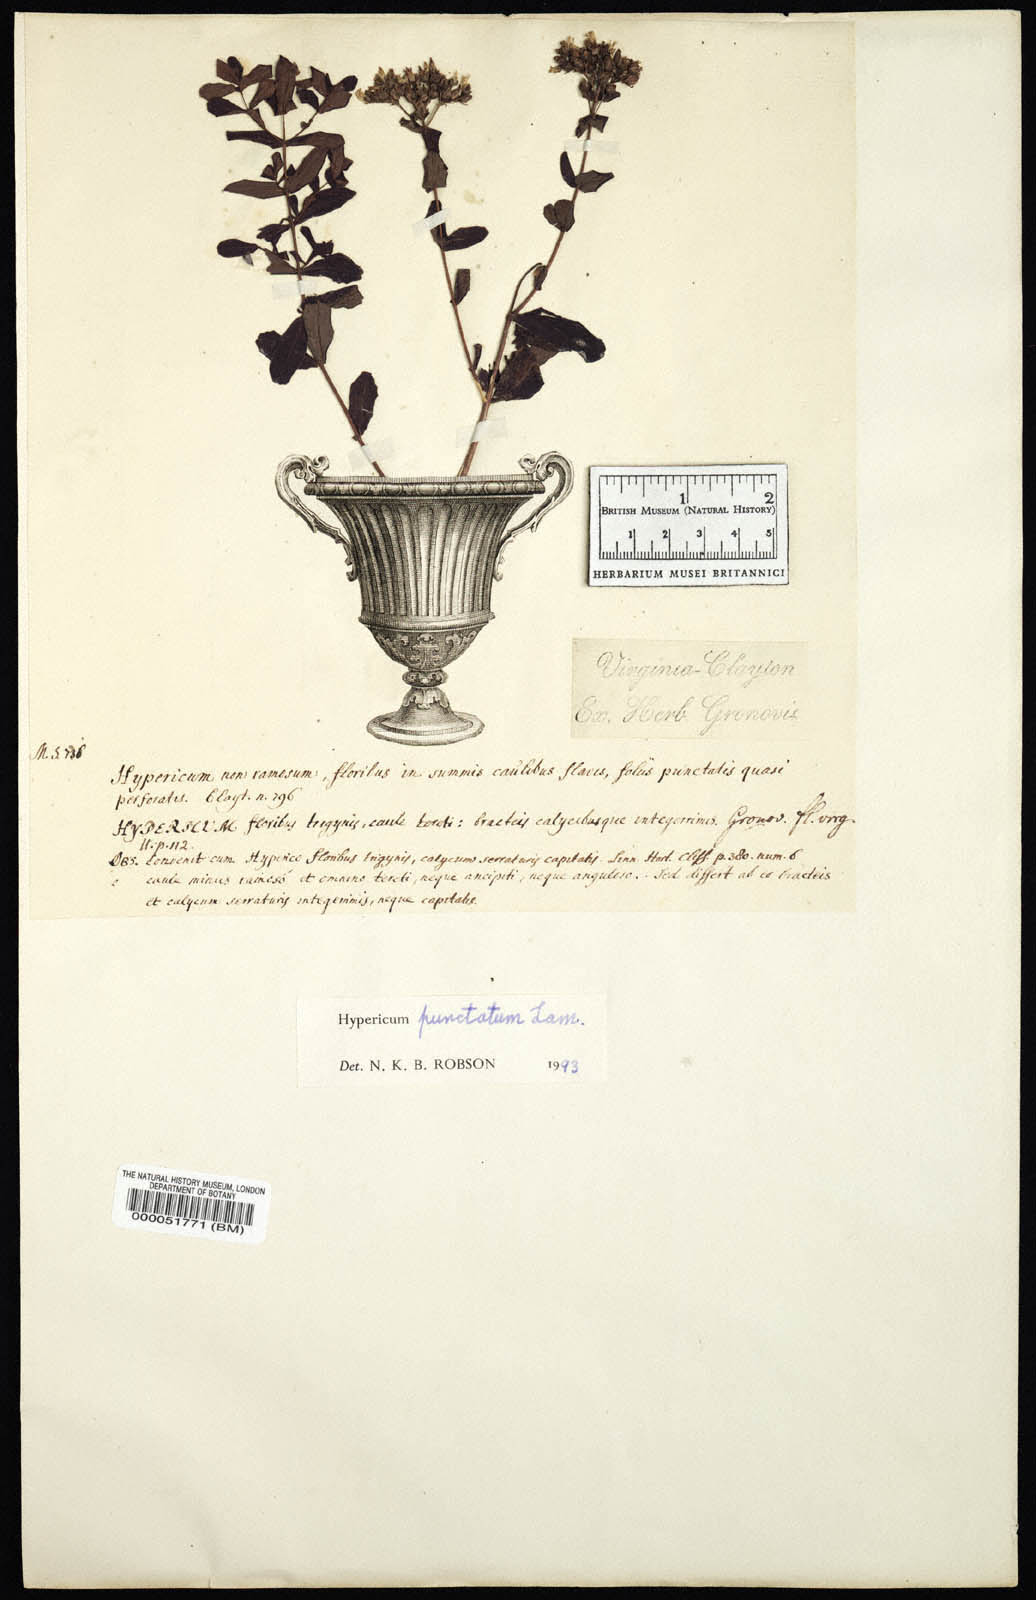 1 2
BRITISH MUSEUM (NATURAL HISTORY)
1 2 3 4 5
HERBARIUM MUSEI BRITANNICI
Virginia - Clayton
Ex. Herb Gronovii
Hypericum non ramosum, floribus in summis caulibus flavis, foliis punctatis quasi
perforatis. Clayt. n. 796
HYPERICUM floribus trigynis, caule tereti: bracteis calycibusque integerrimis. Gronov. fl. virg.
II. p. 112.
OBS. Convenit cum Hyperico floribus trigynis, calycum serraturis capitatis. Linn. Hort. Cliff. p. 380. num. 6
caule minus ramoso et omnino tereti, neque ancipiti, neque anguloso. Sed differt ab eo bracteis
et calycum serraturis integerrimis, neque capitatis.
Hypericum punctatum Lam.
Det. N. K. B. ROBSON 1993
THE NATURAL HISTORY MUSEUM, LONDON
DEPARTMENT OF BOTANY
000051771 (BM)